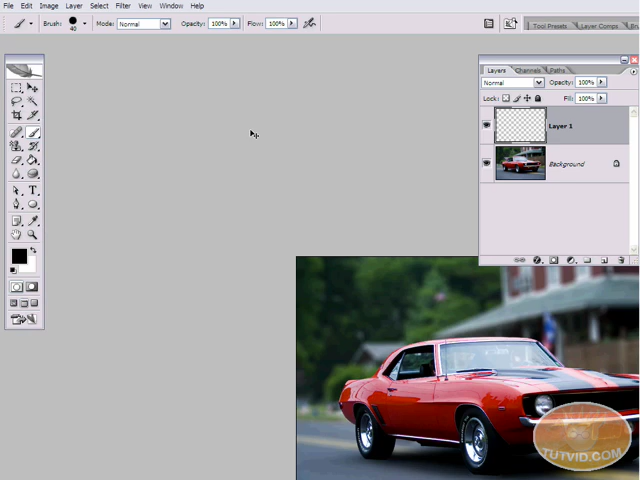 File Edit Image Layer Select Filter View Window Help
Brush: 40 Mode: Normal Opacity: 100% Flow: 100%
Tool Presets Layer Comps
Layers Channels Paths
Normal Opacity: 100%
Lock: Fill: 100%
Layer 1
Background
T
TUTVID.COM